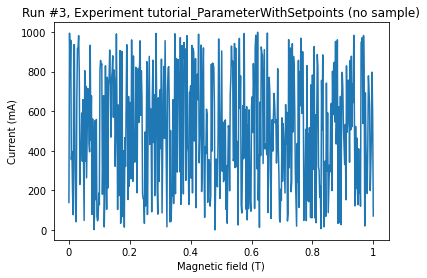 Run #3, Experiment tutorial_ParameterWithSetpoints (no sample)
1000
800
600
400
200
0
Current (mA)
0 0.2 0.4 0.6 0.8 1
Magnetic field (T)